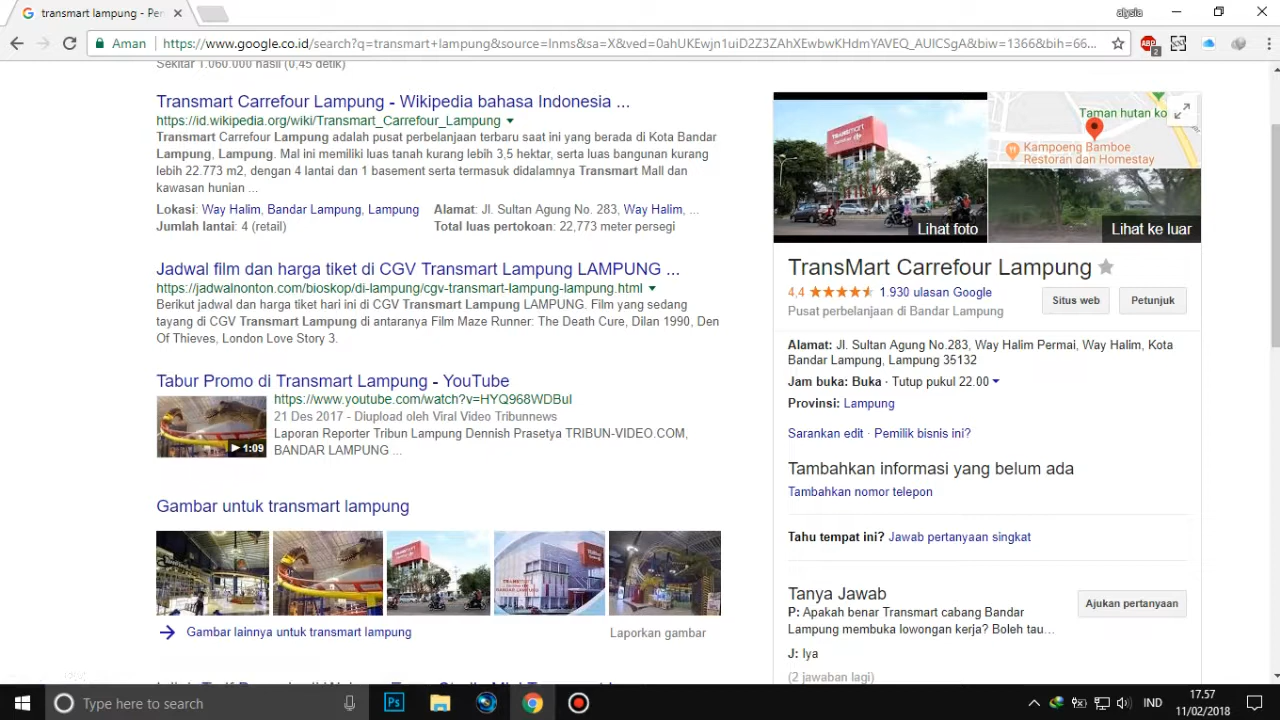 transmart lampung - Pe
alysia
Aman
https://www.google.co.id/search?q=transmart+lampung&source=lnms&sa=X&ved=0ahUKEwjn1uiD2Z3ZAhXEwbwKHdmYAVEQ_AUICSgA&biw=1366&bih=66...
ABP
2
Sekitar 1.060.000 hasil (0,45 detik)
Transmart Carrefour Lampung - Wikipedia bahasa Indonesia ...
https://id.wikipedia.org/wiki/Transmart_Carrefour_Lampung
Transmart Carrefour Lampung adalah pusat perbelanjaan terbaru saat ini yang berada di Kota Bandar
Lampung, Lampung. Mal ini memiliki luas tanah kurang lebih 3,5 hektar, serta luas bangunan kurang
lebih 22.773 m2, dengan 4 lantai dan 1 basement serta termasuk didalamnya Transmart Mall dan
kawasan hunian ...
Lokasi: Way Halim, Bandar Lampung, Lampung
Alamat: Jl. Sultan Agung No. 283, Way Halim, ...
Jumlah lantai: 4 (retail)
Total luas pertokoan: 22,773 meter persegi
Jadwal film dan harga tiket di CGV Transmart Lampung LAMPUNG ...
https://jadwalnonton.com/bioskop/di-lampung/cgv-transmart-lampung-lampung.html
Berikut jadwal dan harga tiket hari ini di CGV Transmart Lampung LAMPUNG. Film yang sedang
tayang di CGV Transmart Lampung di antaranya Film Maze Runner: The Death Cure, Dilan 1990, Den
Of Thieves, London Love Story 3.
Tabur Promo di Transmart Lampung - YouTube
https://www.youtube.com/watch?v=HYQ968WDBuI
21 Des 2017 - Diupload oleh Viral Video Tribunnews
Laporan Reporter Tribun Lampung Dennish Prasetya TRIBUN-VIDEO.COM,
BANDAR LAMPUNG ...
1:09
Gambar untuk transmart lampung
Gambar lainnya untuk transmart lampung
Laporkan gambar
TRANSMART
Lihat foto
Taman hutan ko
Kampoeng Bamboe
Restoran dan Homestay
Lihat ke luar
TransMart Carrefour Lampung
4,4
1.930 ulasan Google
Pusat perbelanjaan di Bandar Lampung
Situs web
Petunjuk
Alamat: Jl. Sultan Agung No.283, Way Halim Permai, Way Halim, Kota
Bandar Lampung, Lampung 35132
Jam buka: Buka · Tutup pukul 22.00
Provinsi: Lampung
Sarankan edit · Pemilik bisnis ini?
Tambahkan informasi yang belum ada
Tambahkan nomor telepon
Tahu tempat ini? Jawab pertanyaan singkat
Tanya Jawab
Ajukan pertanyaan
P: Apakah benar Transmart cabang Bandar
Lampung membuka lowongan kerja? Boleh tau...
J: Iya
(2 jawaban lagi)
Type here to search
Ps
IND
17.57
11/02/2018